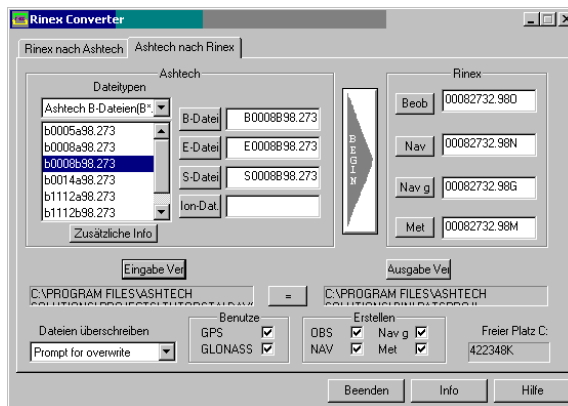 Rinex Converter
Rinex nach Ashtech
Ashtech nach Rinex
Ashtech
Dateitypen
Ashtech B-Dateien(B*.
b0005a98.273
b0008a98.273
b0008b98.273
b0014a98.273
b1112a98.273
b1112b98.273
Zusätzliche Info
B-Datei
B0008B98.273
E-Datei
E0008B98.273
S-Datei
S0008B98.273
Ion-Dat.
BEGIN
Rinex
Beob
00082732.98O
Nav
00082732.98N
Nav g
00082732.98G
Met
00082732.98M
Eingabe Ver
Ausgabe Ver
C:\PROGRAM FILES\ASHTECH
=
C:\PROGRAM FILES\ASHTECH
Dateien überschreiben
Prompt for overwrite
Benutze
GPS
GLONASS
Erstellen
OBS
Nav g
NAV
Met
Freier Platz C:
422348K
Beenden
Info
Hilfe